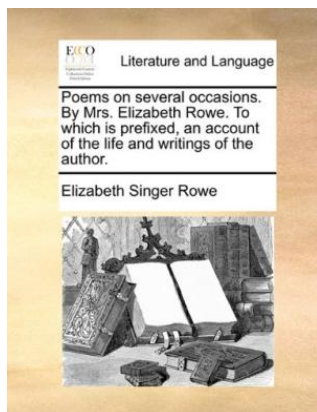 ECCO
Literature and Language
Poems on several occasions.
By Mrs. Elizabeth Rowe. To
which is prefixed, an account
of the life and writings of the
author.
Elizabeth Singer Rowe